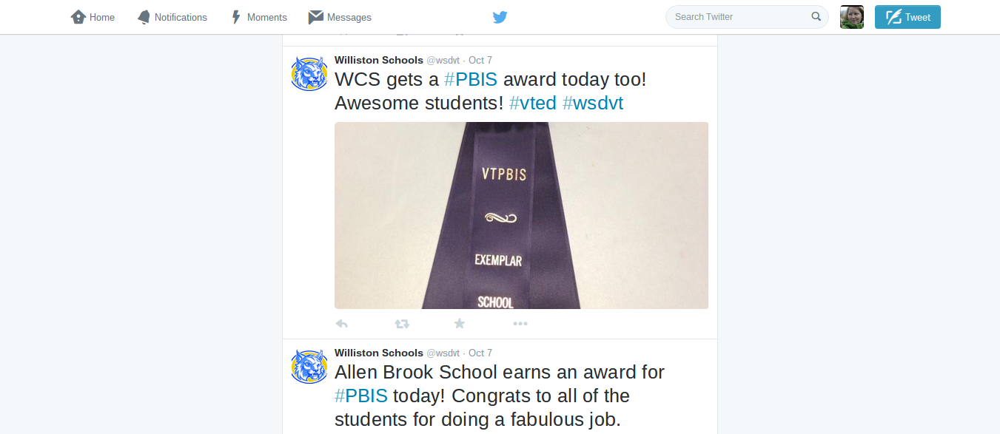 Home Notifications Moments Messages Search Twitter Tweet
Williston Schools @wsdvt · Oct 7
WCS gets a #PBIS award today too!
Awesome students! #vted #wsdvt
VTPBIS
EXEMPLAR
SCHOOL
Williston Schools @wsdvt · Oct 7
Allen Brook School earns an award for
#PBIS today! Congrats to all of the
students for doing a fabulous job.